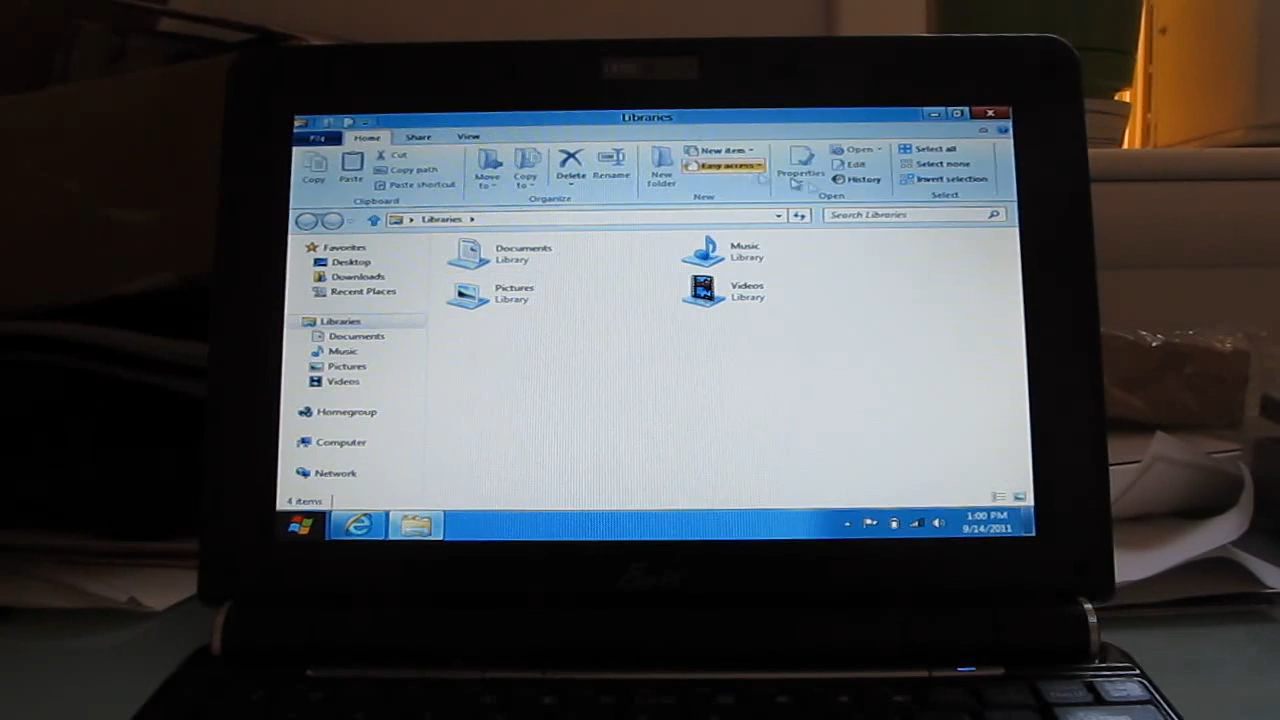 Libraries
File Home Share View
Copy
Paste
Cut
Copy path
Paste shortcut
Clipboard
Move to
Copy to
Delete
Rename
Organize
New folder
New item
Easy access
New
Properties
Open
Edit
History
Open
Select all
Select none
Invert selection
Select
Libraries
Search Libraries
Favorites
Desktop
Downloads
Recent Places
Libraries
Documents
Music
Pictures
Videos
Homegroup
Computer
Network
Documents
Library
Music
Library
Pictures
Library
Videos
Library
4 items
1:00 PM
9/14/2011